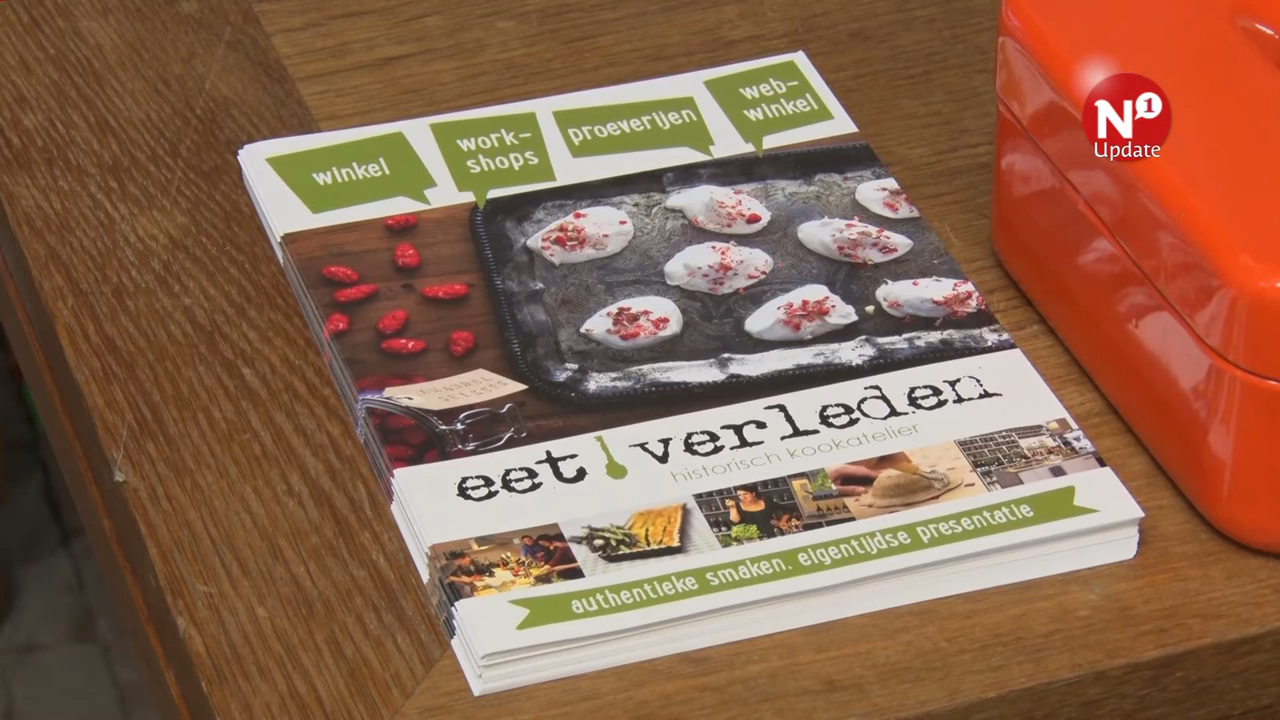 winkel
work-
shops
proeverijen
web-
winkel
eet verleden
historisch kookatelier
authentieke smaken. eigentijdse presentatie
N1
Update